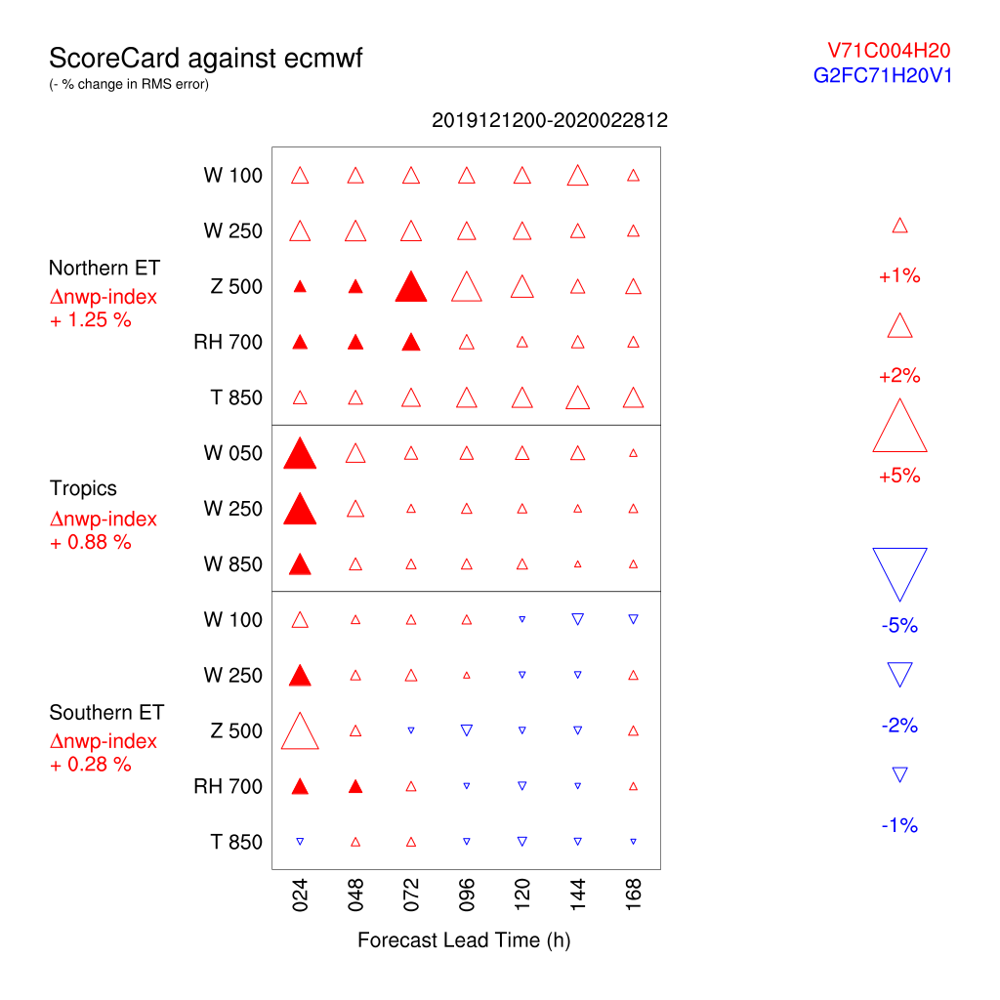 ScoreCard against ecmwf
(- % change in RMS error)
V71C004H20
G2FC71H20V1
2019121200-2020022812
Northern ET
Δnwp-index
+ 1.25 %
W 100
W 250
Z 500
RH 700
T 850
Tropics
Δnwp-index
+ 0.88 %
W 050
W 250
W 850
Southern ET
Δnwp-index
+ 0.28 %
W 100
W 250
Z 500
RH 700
T 850
024 048 072 096 120 144 168
Forecast Lead Time (h)
+1%
+2%
+5%
-5%
-2%
-1%